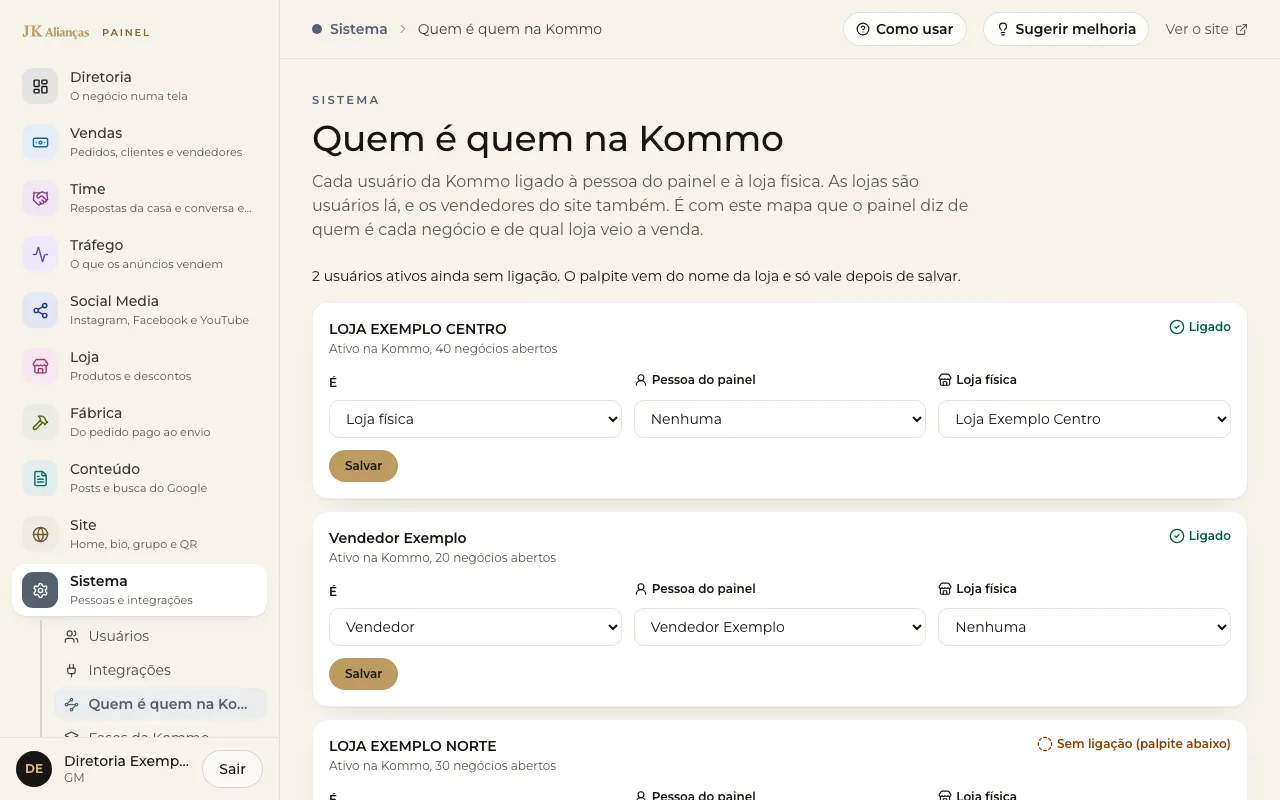 JK Alianças PAINEL
Diretoria
O negócio numa tela
Vendas
Pedidos, clientes e vendedores
Time
Respostas da casa e conversa e...
Tráfego
O que os anúncios vendem
Social Media
Instagram, Facebook e YouTube
Loja
Produtos e descontos
Fábrica
Do pedido pago ao envio
Conteúdo
Posts e busca do Google
Site
Home, bio, grupo e QR
Sistema
Pessoas e integrações
Usuários
Integrações
Quem é quem na Ko...
Fases da Kommo
DE
Diretoria Exemp...
GM
Sair
Sistema
Quem é quem na Kommo
Como usar
Sugerir melhoria
Ver o site
SISTEMA
Quem é quem na Kommo
Cada usuário da Kommo ligado à pessoa do painel e à loja física. As lojas são
usuários lá, e os vendedores do site também. É com este mapa que o painel diz de
quem é cada negócio e de qual loja veio a venda.
2 usuários ativos ainda sem ligação. O palpite vem do nome da loja e só vale depois de salvar.
LOJA EXEMPLO CENTRO
Ligado
Ativo na Kommo, 40 negócios abertos
É
Pessoa do painel
Loja física
Loja física
Nenhuma
Loja Exemplo Centro
Salvar
Vendedor Exemplo
Ligado
Ativo na Kommo, 20 negócios abertos
É
Pessoa do painel
Loja física
Vendedor
Vendedor Exemplo
Nenhuma
Salvar
LOJA EXEMPLO NORTE
Sem ligação (palpite abaixo)
Ativo na Kommo, 30 negócios abertos
É
Pessoa do painel
Loja física